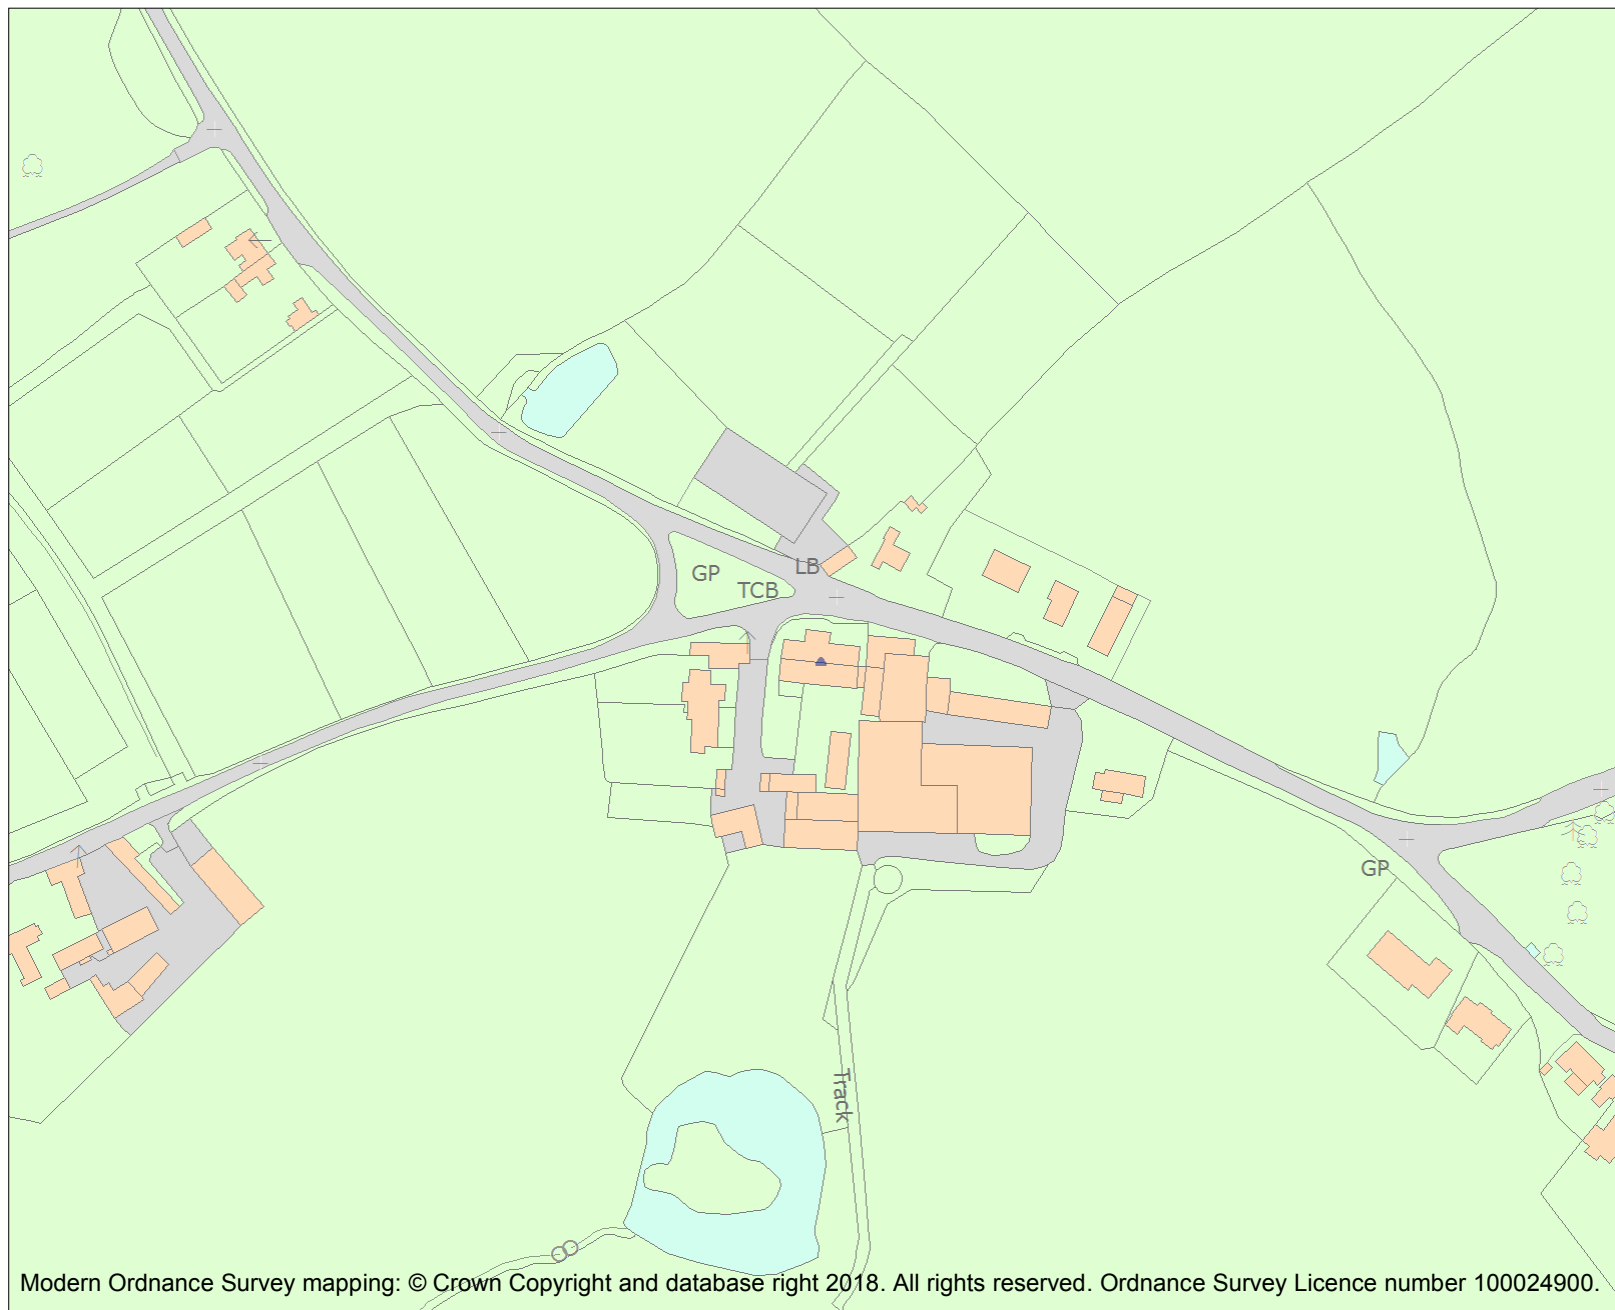 LB
GP
TCB
GP
Track
Modern Ordnance Survey mapping: © Crown Copyright and database right 2018. All rights reserved. Ordnance Survey Licence number 100024900.